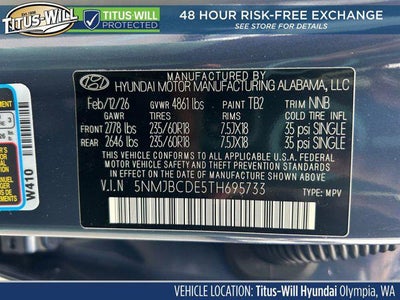 TITUS-WILL
TITUS-WILL
PROTECTED
48 HOUR RISK-FREE EXCHANGE
SEE STORE FOR DETAILS
MANUFACTURED BY
HYUNDAI MOTOR MANUFACTURING ALABAMA, LLC
Feb/12/26 GVWR 4861 lbs PAINT TB2 TRIM NNB
GAWR TIRES RIMS COLD TIRE INFL
FRONT 2778 lbs 235/60R18 7.5JX18 35 psi SINGLE
REAR 2646 lbs 235/60R18 7.5JX18 35 psi SINGLE
THIS VEHICLE CONFORMS TO ALL APPLICABLE U.S. FEDERAL
MOTOR VEHICLE SAFETY AND THEFT PREVENTION STANDARDS
IN EFFECT ON THE DATE OF MANUFACTURE SHOWN ABOVE.
V.I.N 5NMJBCDE5TH695733 TYPE: MPV
W410
VEHICLE LOCATION: Titus-Will Hyundai Olympia, WA